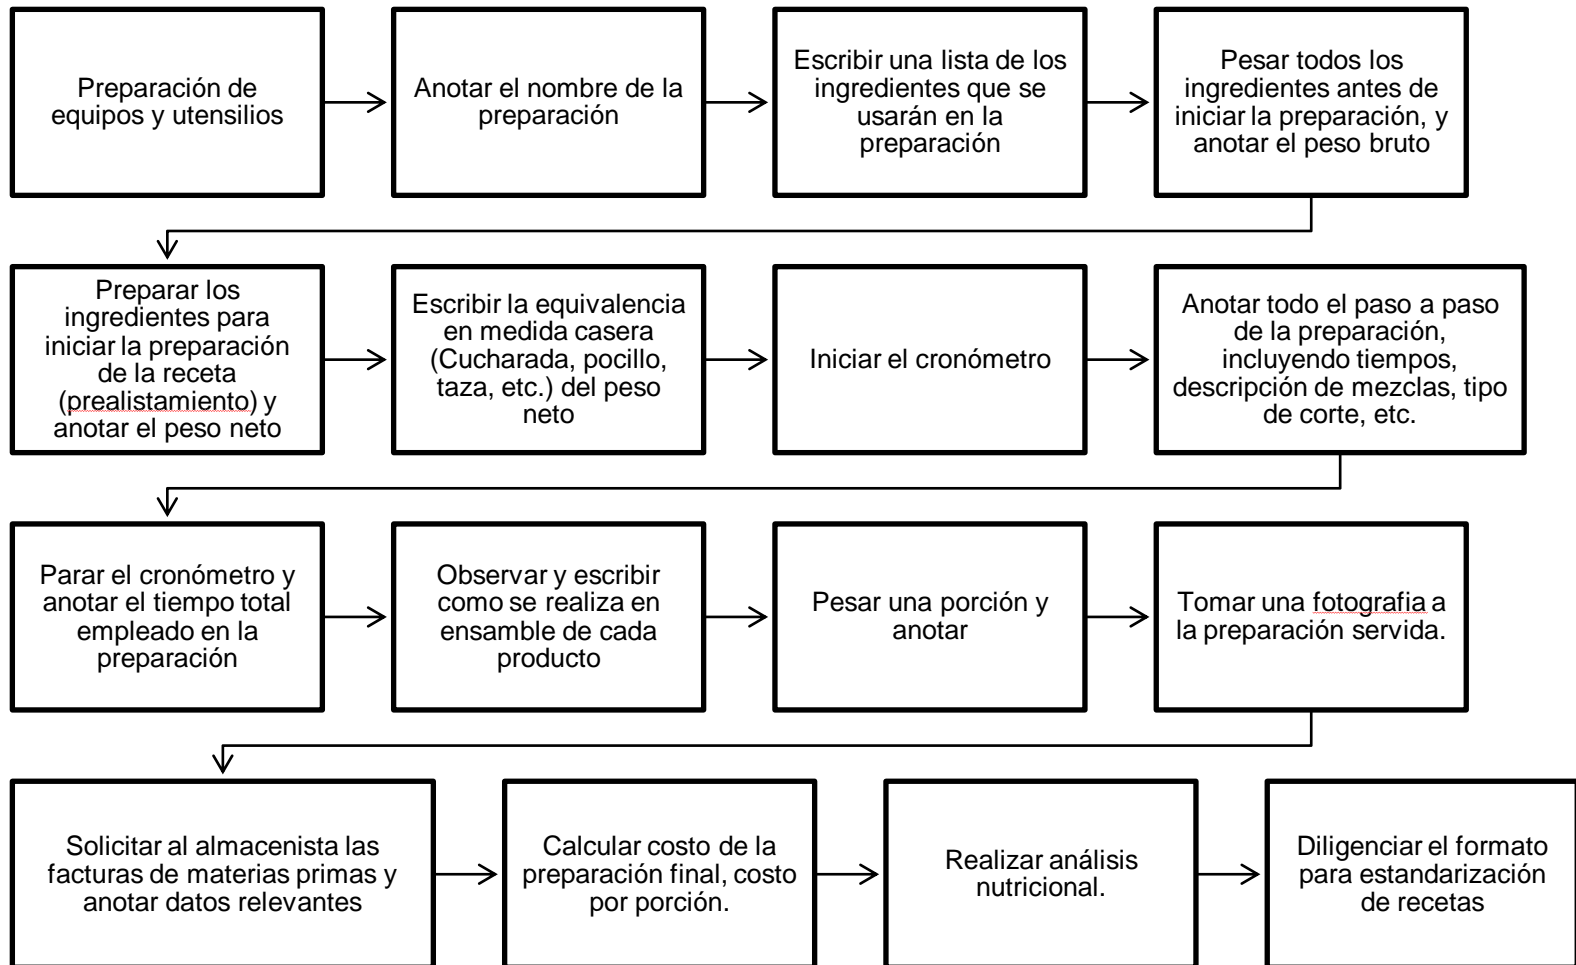 Preparación de
equipos y utensilios
Anotar el nombre de la
preparación
Escribir una lista de los
ingredientes que se
usarán en la
preparación
Pesar todos los
ingredientes antes de
iniciar la preparación, y
anotar el peso bruto
Preparar los
ingredientes para
iniciar la preparación
de la receta
(prealistamiento) y
anotar el peso neto
Escribir la equivalencia
en medida casera
(Cucharada, pocillo,
taza, etc.) del peso
neto
Iniciar el cronómetro
Anotar todo el paso a paso
de la preparación,
incluyendo tiempos,
descripción de mezclas, tipo
de corte, etc.
Parar el cronómetro y
anotar el tiempo total
empleado en la
preparación
Observar y escribir
como se realiza en
ensamble de cada
producto
Pesar una porción y
anotar
Tomar una fotografia a
la preparación servida.
Solicitar al almacenista las
facturas de materias primas y
anotar datos relevantes
Calcular costo de la
preparación final, costo
por porción.
Realizar análisis
nutricional.
Diligenciar el formato
para estandarización
de recetas